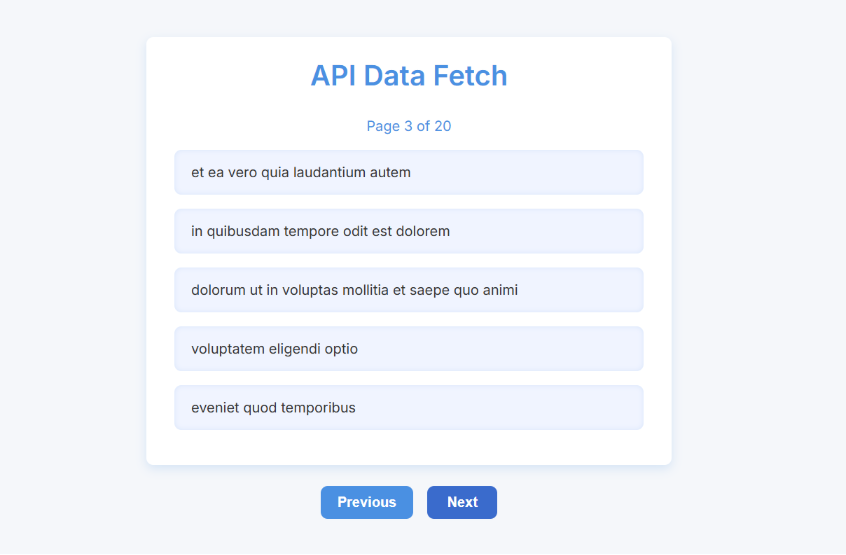 API Data Fetch
Page 3 of 20
et ea vero quia laudantium autem
in quibusdam tempore odit est dolorem
dolorum ut in voluptas mollitia et saepe quo animi
voluptatem eligendi optio
eveniet quod temporibus
Previous Next